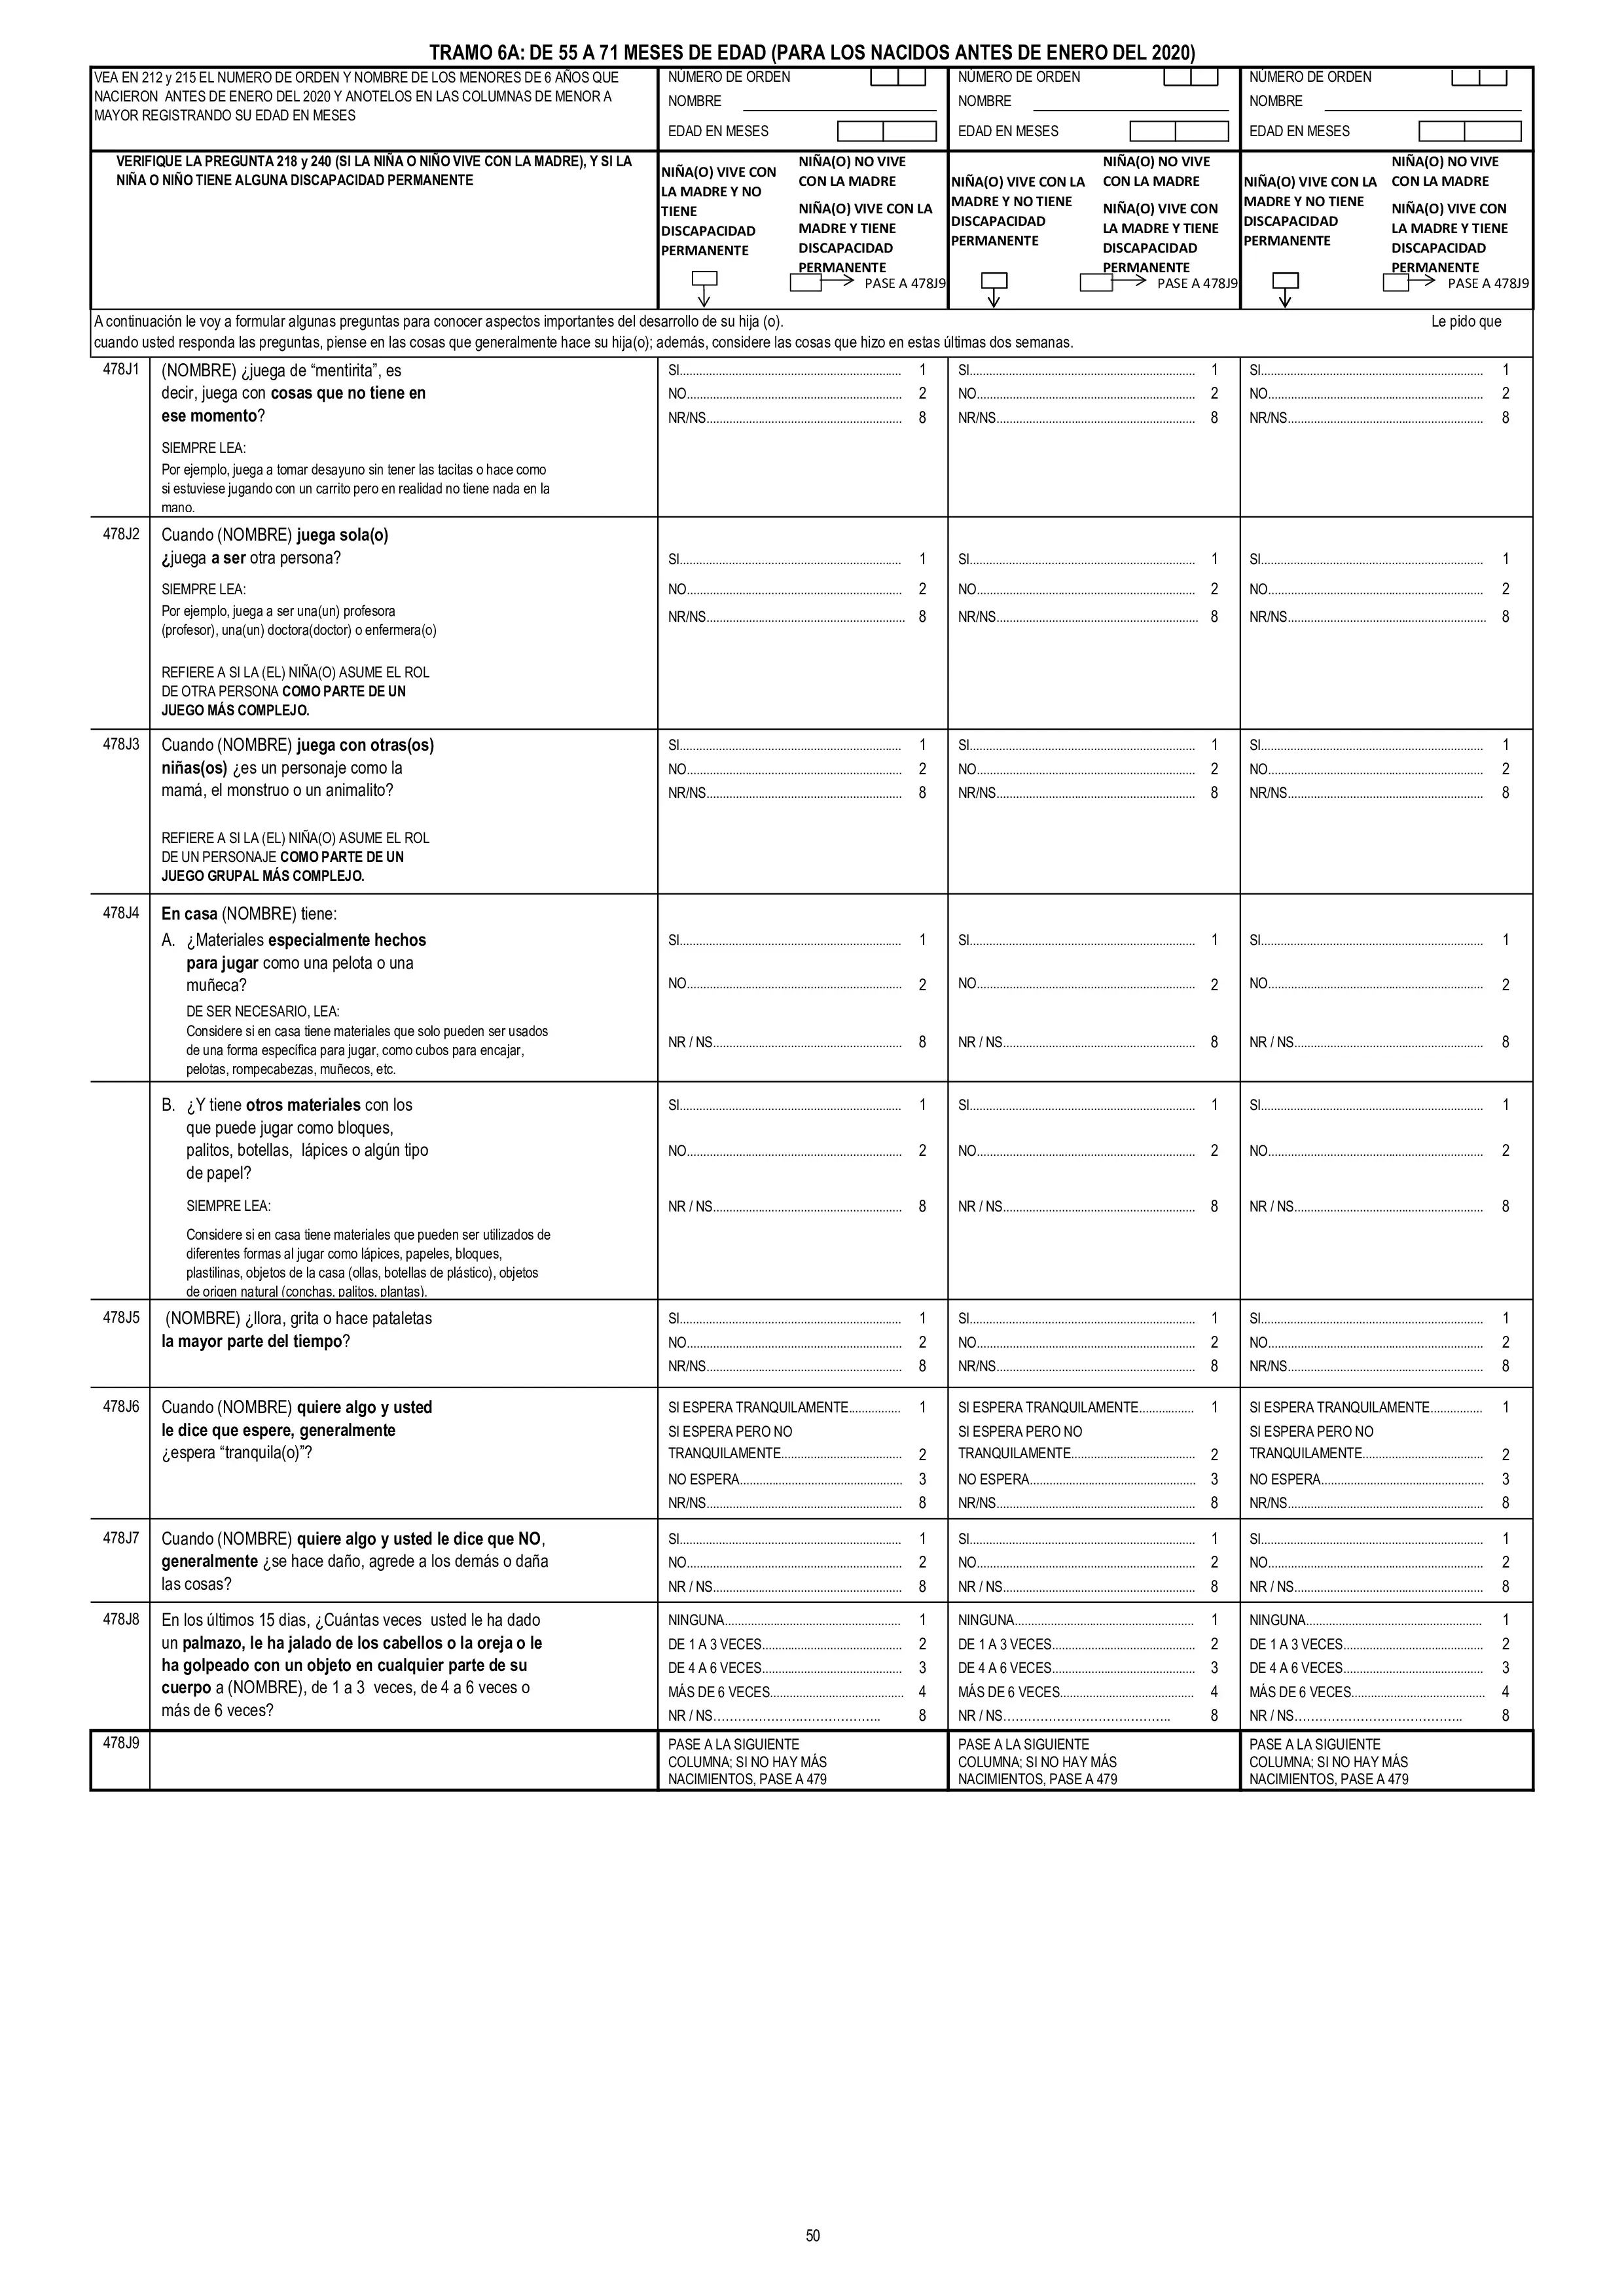 TRAMO 6A: DE 55 A 71 MESES DE EDAD (PARA LOS NACIDOS ANTES DE ENERO DEL 2020)
VEA EN 212 y 215 EL NUMERO DE ORDEN Y NOMBRE DE LOS MENORES DE 6 AÑOS QUE
NACIERON ANTES DE ENERO DEL 2020 Y ANOTELOS EN LAS COLUMNAS DE MENOR A
MAYOR REGISTRANDO SU EDAD EN MESES
NÚMERO DE ORDEN
NOMBRE
EDAD EN MESES
NÚMERO DE ORDEN
NOMBRE
EDAD EN MESES
NÚMERO DE ORDEN
NOMBRE
EDAD EN MESES
VERIFIQUE LA PREGUNTA 218 y 240 (SI LA NIÑA O NIÑO VIVE CON LA MADRE), Y SI LA
NIÑA O NIÑO TIENE ALGUNA DISCAPACIDAD PERMANENTE
NIÑA(O) VIVE CON
LA MADRE Y NO
TIENE
DISCAPACIDAD
PERMANENTE
NIÑA(O) NO VIVE
CON LA MADRE
NIÑA(O) VIVE CON LA
MADRE Y TIENE
DISCAPACIDAD
PERMANENTE
PASE A 478J9
NIÑA(O) VIVE CON LA
MADRE Y NO TIENE
DISCAPACIDAD
PERMANENTE
NIÑA(O) NO VIVE
CON LA MADRE
NIÑA(O) VIVE CON
LA MADRE Y TIENE
DISCAPACIDAD
PERMANENTE
PASE A 478J9
NIÑA(O) VIVE CON LA
MADRE Y NO TIENE
DISCAPACIDAD
PERMANENTE
NIÑA(O) NO VIVE
CON LA MADRE
NIÑA(O) VIVE CON
LA MADRE Y TIENE
DISCAPACIDAD
PERMANENTE
PASE A 478J9
A continuación le voy a formular algunas preguntas para conocer aspectos importantes del desarrollo de su hija (o). Le pido que
cuando usted responda las preguntas, piense en las cosas que generalmente hace su hija(o); además, considere las cosas que hizo en estas últimas dos semanas.
478J1
(NOMBRE) ¿juega de “mentirita”, es
decir, juega con cosas que no tiene en
ese momento?
SIEMPRE LEA:
Por ejemplo, juega a tomar desayuno sin tener las tacitas o hace como
si estuviese jugando con un carrito pero en realidad no tiene nada en la
mano.
SI.......... 1
NO.......... 2
NR/NS.......... 8
SI.......... 1
NO.......... 2
NR/NS.......... 8
SI.......... 1
NO.......... 2
NR/NS.......... 8
478J2
Cuando (NOMBRE) juega sola(o)
¿juega a ser otra persona?
SIEMPRE LEA:
Por ejemplo, juega a ser una(un) profesora
(profesor), una(un) doctora(doctor) o enfermera(o)
REFIERE A SI LA (EL) NIÑA(O) ASUME EL ROL
DE OTRA PERSONA COMO PARTE DE UN
JUEGO MÁS COMPLEJO.
SI.......... 1
NO.......... 2
NR/NS.......... 8
SI.......... 1
NO.......... 2
NR/NS.......... 8
SI.......... 1
NO.......... 2
NR/NS.......... 8
478J3
Cuando (NOMBRE) juega con otras(os)
niñas(os) ¿es un personaje como la
mamá, el monstruo o un animalito?
REFIERE A SI LA (EL) NIÑA(O) ASUME EL ROL
DE UN PERSONAJE COMO PARTE DE UN
JUEGO GRUPAL MÁS COMPLEJO.
SI.......... 1
NO.......... 2
NR/NS.......... 8
SI.......... 1
NO.......... 2
NR/NS.......... 8
SI.......... 1
NO.......... 2
NR/NS.......... 8
478J4
En casa (NOMBRE) tiene:
A. ¿Materiales especialmente hechos
para jugar como una pelota o una
muñeca?
DE SER NECESARIO, LEA:
Considere si en casa tiene materiales que solo pueden ser usados
de una forma específica para jugar, como cubos para encajar,
pelotas, rompecabezas, muñecos, etc.
SI.......... 1
NO.......... 2
NR / NS.......... 8
SI.......... 1
NO.......... 2
NR / NS.......... 8
SI.......... 1
NO.......... 2
NR / NS.......... 8
B. ¿Y tiene otros materiales con los
que puede jugar como bloques,
palitos, botellas, lápices o algún tipo
de papel?
SIEMPRE LEA:
Considere si en casa tiene materiales que pueden ser utilizados de
diferentes formas al jugar como lápices, papeles, bloques,
plastilinas, objetos de la casa (ollas, botellas de plástico), objetos
de origen natural (conchas, palitos, plantas).
SI.......... 1
NO.......... 2
NR / NS.......... 8
SI.......... 1
NO.......... 2
NR / NS.......... 8
SI.......... 1
NO.......... 2
NR / NS.......... 8
478J5
(NOMBRE) ¿llora, grita o hace pataletas
la mayor parte del tiempo?
SI.......... 1
NO.......... 2
NR/NS.......... 8
SI.......... 1
NO.......... 2
NR/NS.......... 8
SI.......... 1
NO.......... 2
NR/NS.......... 8
478J6
Cuando (NOMBRE) quiere algo y usted
le dice que espere, generalmente
¿espera “tranquila(o)”?
SI ESPERA TRANQUILAMENTE.......... 1
SI ESPERA PERO NO
TRANQUILAMENTE.......... 2
NO ESPERA.......... 3
NR/NS.......... 8
SI ESPERA TRANQUILAMENTE.......... 1
SI ESPERA PERO NO
TRANQUILAMENTE.......... 2
NO ESPERA.......... 3
NR/NS.......... 8
SI ESPERA TRANQUILAMENTE.......... 1
SI ESPERA PERO NO
TRANQUILAMENTE.......... 2
NO ESPERA.......... 3
NR/NS.......... 8
478J7
Cuando (NOMBRE) quiere algo y usted le dice que NO,
generalmente ¿se hace daño, agrede a los demás o daña
las cosas?
SI.......... 1
NO.......... 2
NR / NS.......... 8
SI.......... 1
NO.......... 2
NR / NS.......... 8
SI.......... 1
NO.......... 2
NR / NS.......... 8
478J8
En los últimos 15 dias, ¿Cuántas veces usted le ha dado
un palmazo, le ha jalado de los cabellos o la oreja o le
ha golpeado con un objeto en cualquier parte de su
cuerpo a (NOMBRE), de 1 a 3 veces, de 4 a 6 veces o
más de 6 veces?
NINGUNA.......... 1
DE 1 A 3 VECES.......... 2
DE 4 A 6 VECES.......... 3
MÁS DE 6 VECES.......... 4
NR / NS.......... 8
NINGUNA.......... 1
DE 1 A 3 VECES.......... 2
DE 4 A 6 VECES.......... 3
MÁS DE 6 VECES.......... 4
NR / NS.......... 8
NINGUNA.......... 1
DE 1 A 3 VECES.......... 2
DE 4 A 6 VECES.......... 3
MÁS DE 6 VECES.......... 4
NR / NS.......... 8
478J9
PASE A LA SIGUIENTE
COLUMNA; SI NO HAY MÁS
NACIMIENTOS, PASE A 479
PASE A LA SIGUIENTE
COLUMNA; SI NO HAY MÁS
NACIMIENTOS, PASE A 479
PASE A LA SIGUIENTE
COLUMNA; SI NO HAY MÁS
NACIMIENTOS, PASE A 479
50